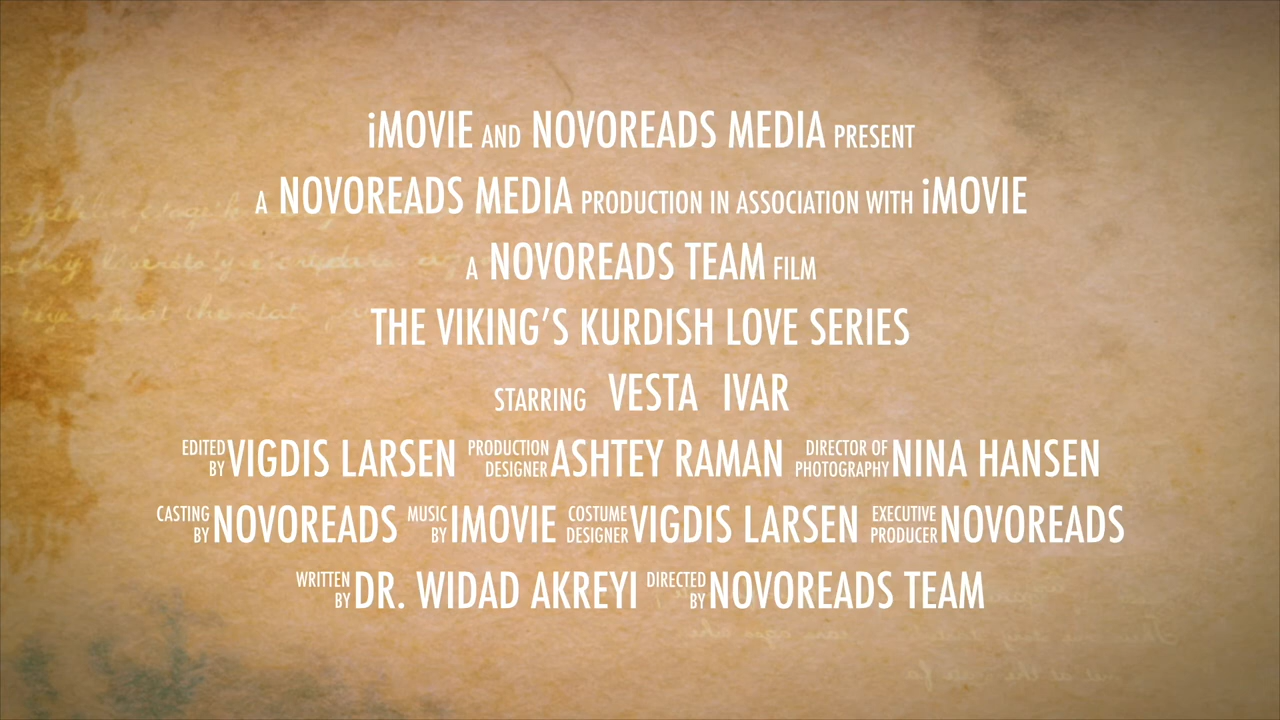 iMOVIE AND NOVOREADS MEDIA PRESENT
A NOVOREADS MEDIA PRODUCTION IN ASSOCIATION WITH iMOVIE
A NOVOREADS TEAM FILM
THE VIKING'S KURDISH LOVE SERIES
STARRING VESTA IVAR
EDITED BY VIGDIS LARSEN PRODUCTION DESIGNER ASHTEY RAMAN DIRECTOR OF PHOTOGRAPHY NINA HANSEN
CASTING BY NOVOREADS MUSIC BY IMOVIE COSTUME DESIGNER VIGDIS LARSEN EXECUTIVE PRODUCER NOVOREADS
WRITTEN BY DR. WIDAD AKREYI DIRECTED BY NOVOREADS TEAM